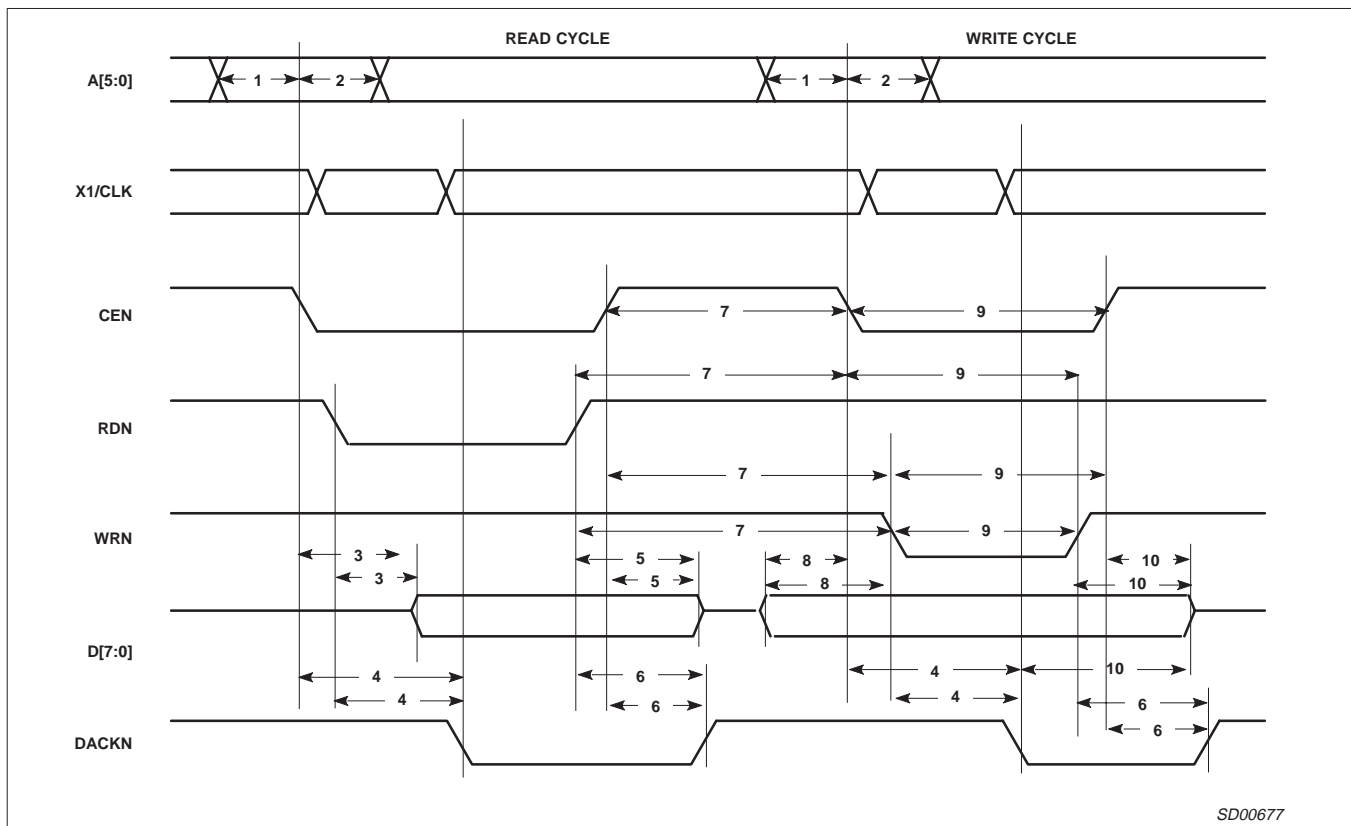 READ CYCLE WRITE CYCLE
A[5:0] 1 2 1 2
X1/CLK
CEN 7 9
7 9
RDN
7 9
WRN 7 9
3 5 8 10
3 5 8 10
D[7:0]
4 6 4 10
4 6 4 6
DACKN 6
SD00677